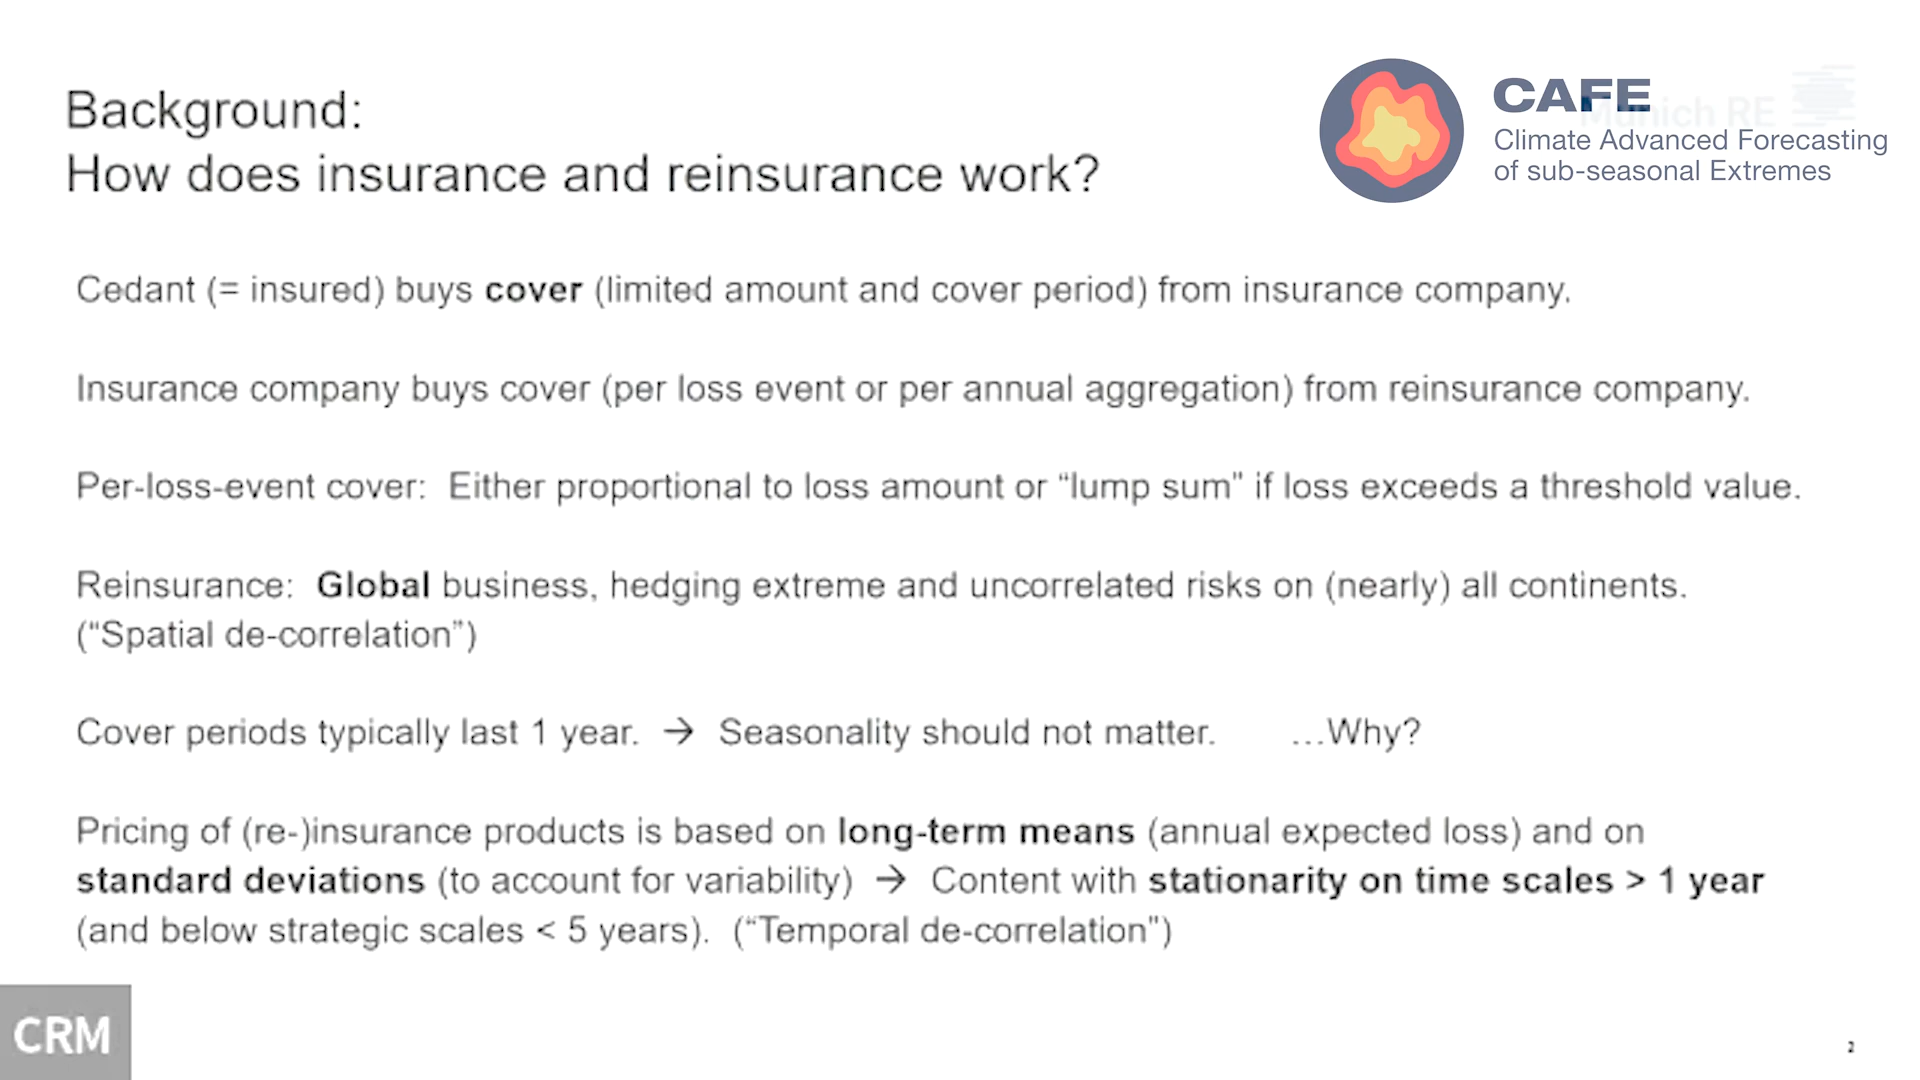 Background:
How does insurance and reinsurance work?
CAFE
Munich RE
Climate Advanced Forecasting
of sub-seasonal Extremes
Cedant (= insured) buys cover (limited amount and cover period) from insurance company.
Insurance company buys cover (per loss event or per annual aggregation) from reinsurance company.
Per-loss-event cover:  Either proportional to loss amount or “lump sum” if loss exceeds a threshold value.
Reinsurance:  Global business, hedging extreme and uncorrelated risks on (nearly) all continents.
(“Spatial de-correlation”)
Cover periods typically last 1 year. → Seasonality should not matter. …Why?
Pricing of (re-)insurance products is based on long-term means (annual expected loss) and on
standard deviations (to account for variability) → Content with stationarity on time scales > 1 year
(and below strategic scales < 5 years).  (“Temporal de-correlation”)
CRM
2